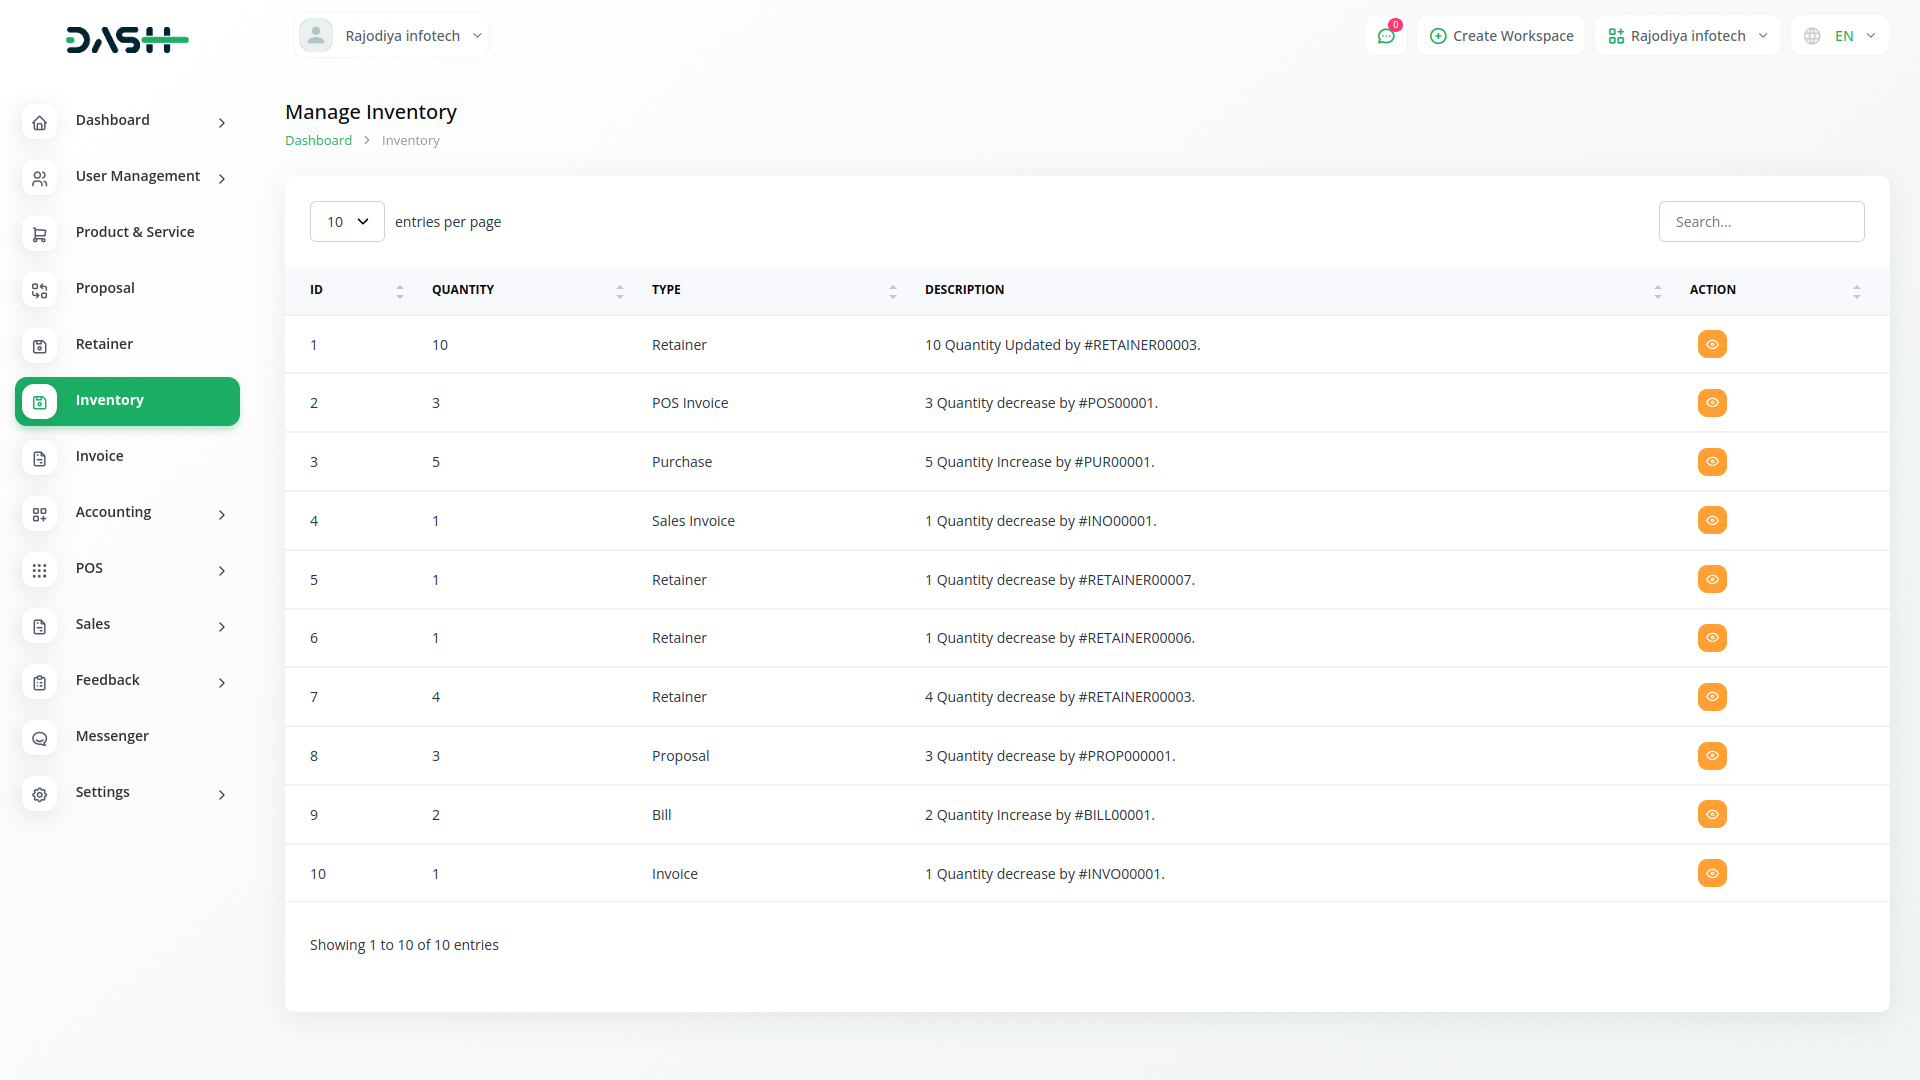 DASH
Rajodiya infotech
0
Create Workspace
Rajodiya infotech
EN
Dashboard
User Management
Product & Service
Proposal
Retainer
Inventory
Invoice
Accounting
POS
Sales
Feedback
Messenger
Settings
Manage Inventory
Dashboard > Inventory
10 entries per page
Search...
ID QUANTITY TYPE DESCRIPTION ACTION
1 10 Retainer 10 Quantity Updated by #RETAINER00003.
2 3 POS Invoice 3 Quantity decrease by #POS00001.
3 5 Purchase 5 Quantity Increase by #PUR00001.
4 1 Sales Invoice 1 Quantity decrease by #INO00001.
5 1 Retainer 1 Quantity decrease by #RETAINER00007.
6 1 Retainer 1 Quantity decrease by #RETAINER00006.
7 4 Retainer 4 Quantity decrease by #RETAINER00003.
8 3 Proposal 3 Quantity decrease by #PROP000001.
9 2 Bill 2 Quantity Increase by #BILL00001.
10 1 Invoice 1 Quantity decrease by #INVO00001.
Showing 1 to 10 of 10 entries